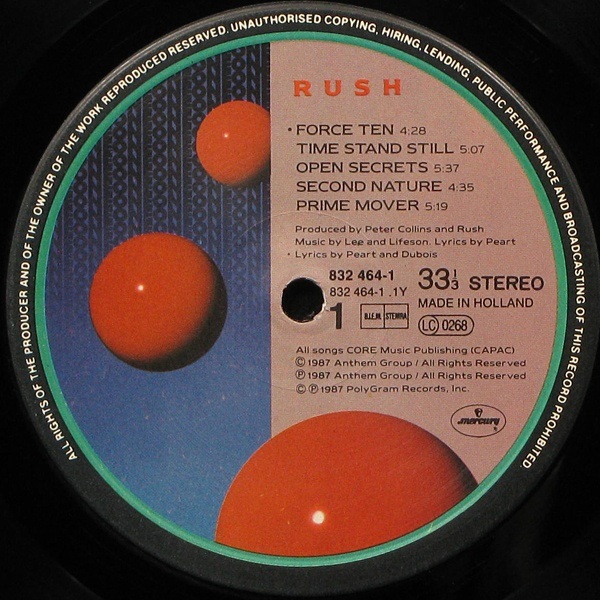 ALL RIGHTS OF THE PRODUCER AND OF THE OWNER OF THE WORK REPRODUCED RESERVED. UNAUTHORISED COPYING, HIRING, LENDING, PUBLIC PERFORMANCE AND BROADCASTING OF THIS RECORD PROHIBITED.
RUSH
• FORCE TEN 4:28
TIME STAND STILL 5:07
OPEN SECRETS 5:37
SECOND NATURE 4:35
PRIME MOVER 5:19
Produced by Peter Collins and Rush
Music by Lee and Lifeson. Lyrics by Peart
• Lyrics by Peart and Dubois
832 464-1
832 464-1 .1Y
33⅓ STEREO
MADE IN HOLLAND
1
B.I.E.M. STEMRA
LC 0268
All songs CORE Music Publishing (CAPAC)
© 1987 Anthem Group / All Rights Reserved
℗ 1987 Anthem Group / All Rights Reserved
© ℗ 1987 PolyGram Records, Inc.
mercury